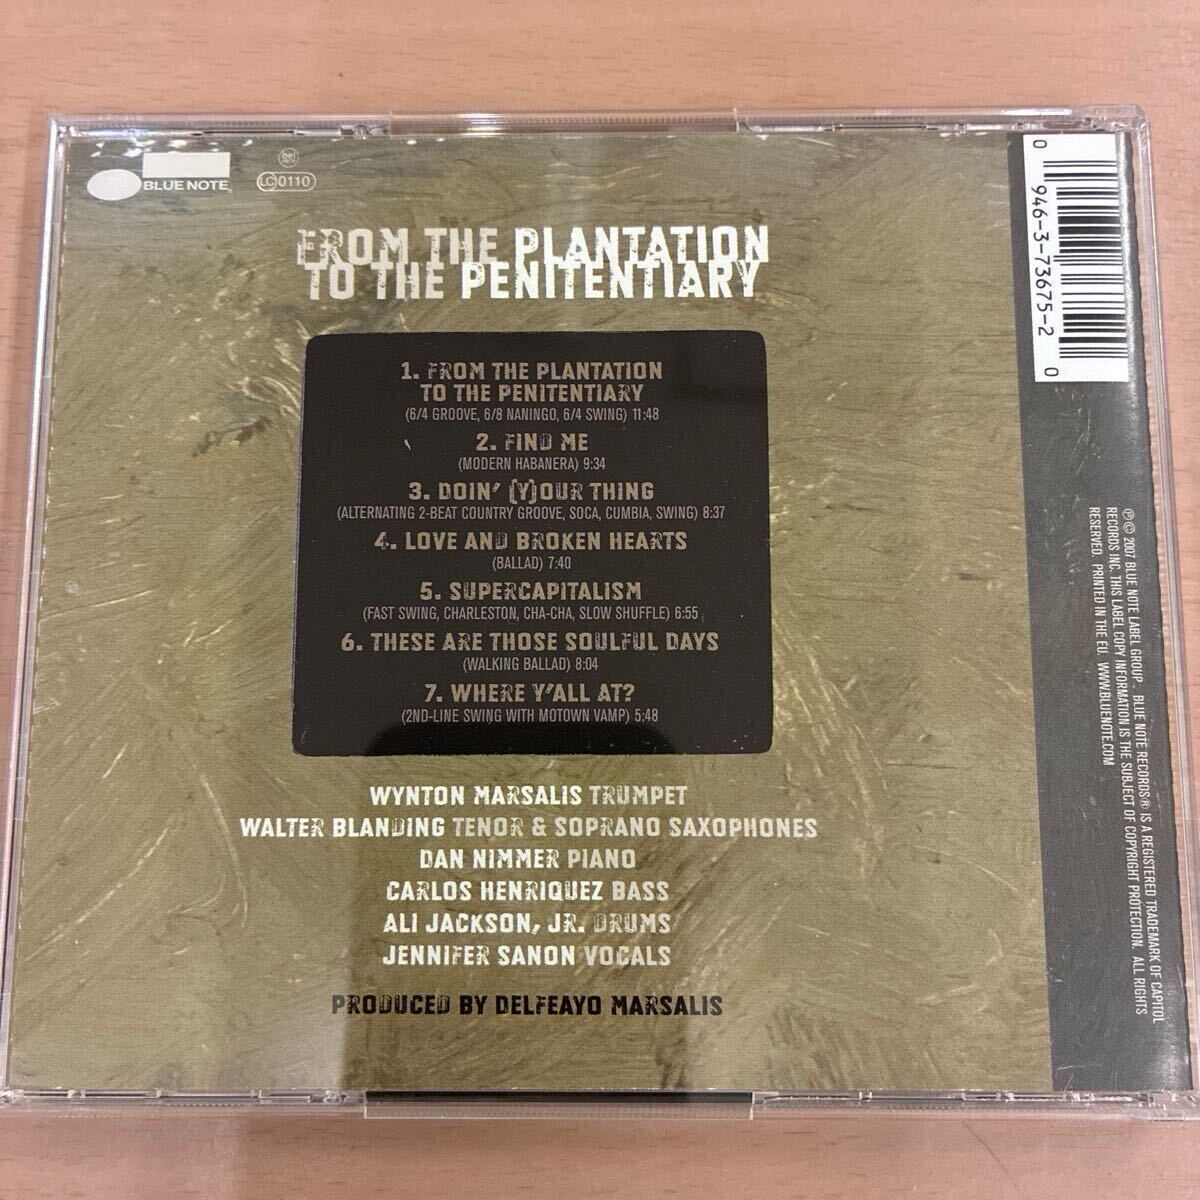 BLUE NOTE
LC0110
FROM THE PLANTATION
TO THE PENITENTIARY
1. FROM THE PLANTATION
TO THE PENITENTIARY
(6/4 GROOVE, 6/8 NANINGO, 6/4 SWING) 11:48
2. FIND ME
(MODERN HABANERA) 9:34
3. DOIN' (Y)OUR THING
(ALTERNATING 2-BEAT COUNTRY GROOVE, SOCA, CUMBIA, SWING) 8:37
4. LOVE AND BROKEN HEARTS
(BALLAD) 7:40
5. SUPERCAPITALISM
(FAST SWING, CHARLESTON, CHA-CHA, SLOW SHUFFLE) 6:55
6. THESE ARE THOSE SOULFUL DAYS
(WALKING BALLAD) 8:04
7. WHERE Y'ALL AT?
(2ND-LINE SWING WITH MOTOWN VAMP) 5:48
WYNTON MARSALIS TRUMPET
WALTER BLANDING TENOR & SOPRANO SAXOPHONES
DAN NIMMER PIANO
CARLOS HENRIQUEZ BASS
ALI JACKSON, JR. DRUMS
JENNIFER SANON VOCALS
PRODUCED BY DELFEAYO MARSALIS
0 946-3-73675-2 0
℗© 2007 BLUE NOTE LABEL GROUP. BLUE NOTE RECORDS® IS A REGISTERED TRADEMARK OF CAPITOL
RECORDS INC. THIS LABEL COPY INFORMATION IS THE SUBJECT OF COPYRIGHT PROTECTION. ALL RIGHTS
RESERVED. PRINTED IN THE EU. WWW.BLUENOTE.COM